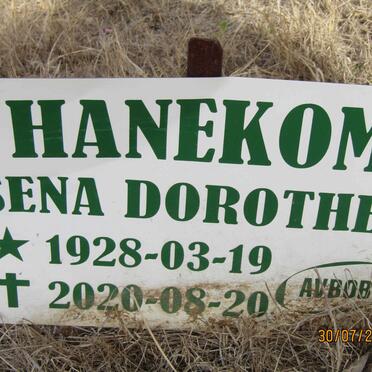 HANEKOM
SENA DOROTHE
★ 1928-03-19
✝ 2020-08-20
AVBOB
30/07/2